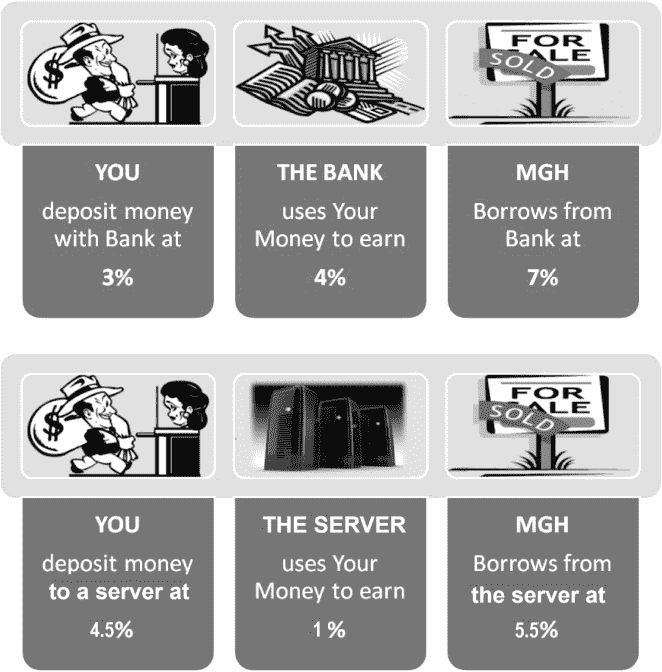 $
FOR
SALE
SOLD
YOU
deposit money
with Bank at
3%
THE BANK
uses Your
Money to earn
4%
MGH
Borrows from
Bank at
7%
$
FOR
SALE
SOLD
YOU
deposit money
to a server at
4.5%
THE SERVER
uses Your
Money to earn
1 %
MGH
Borrows from
the server at
5.5%